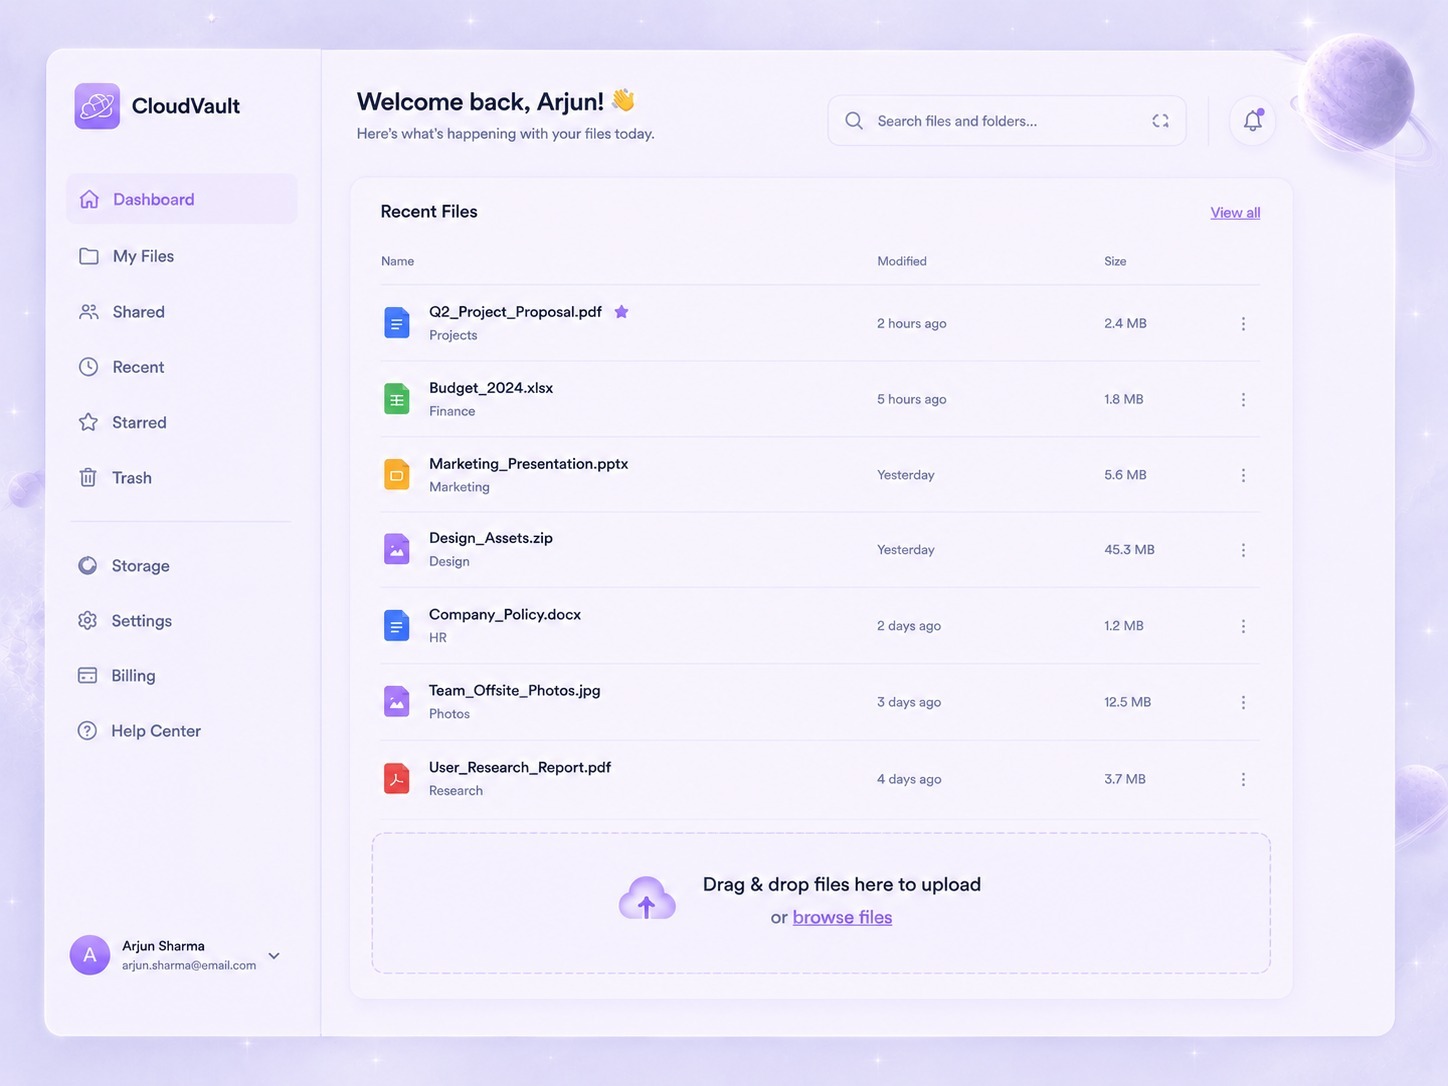 CloudVault
Dashboard
My Files
Shared
Recent
Starred
Trash
Storage
Settings
Billing
Help Center
A
Arjun Sharma
arjun.sharma@email.com
Welcome back, Arjun! 👋
Here's what's happening with your files today.
Search files and folders...
Recent Files
View all
Name Modified Size
Q2_Project_Proposal.pdf
Projects
2 hours ago
2.4 MB
Budget_2024.xlsx
Finance
5 hours ago
1.8 MB
Marketing_Presentation.pptx
Marketing
Yesterday
5.6 MB
Design_Assets.zip
Design
Yesterday
45.3 MB
Company_Policy.docx
HR
2 days ago
1.2 MB
Team_Offsite_Photos.jpg
Photos
3 days ago
12.5 MB
User_Research_Report.pdf
Research
4 days ago
3.7 MB
Drag & drop files here to upload
or browse files